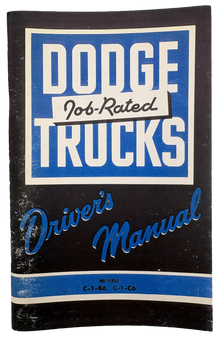 DODGE
Job-Rated
TRUCKS
Driver's
Manual
MODELS
C-1-B6, C-1-C6